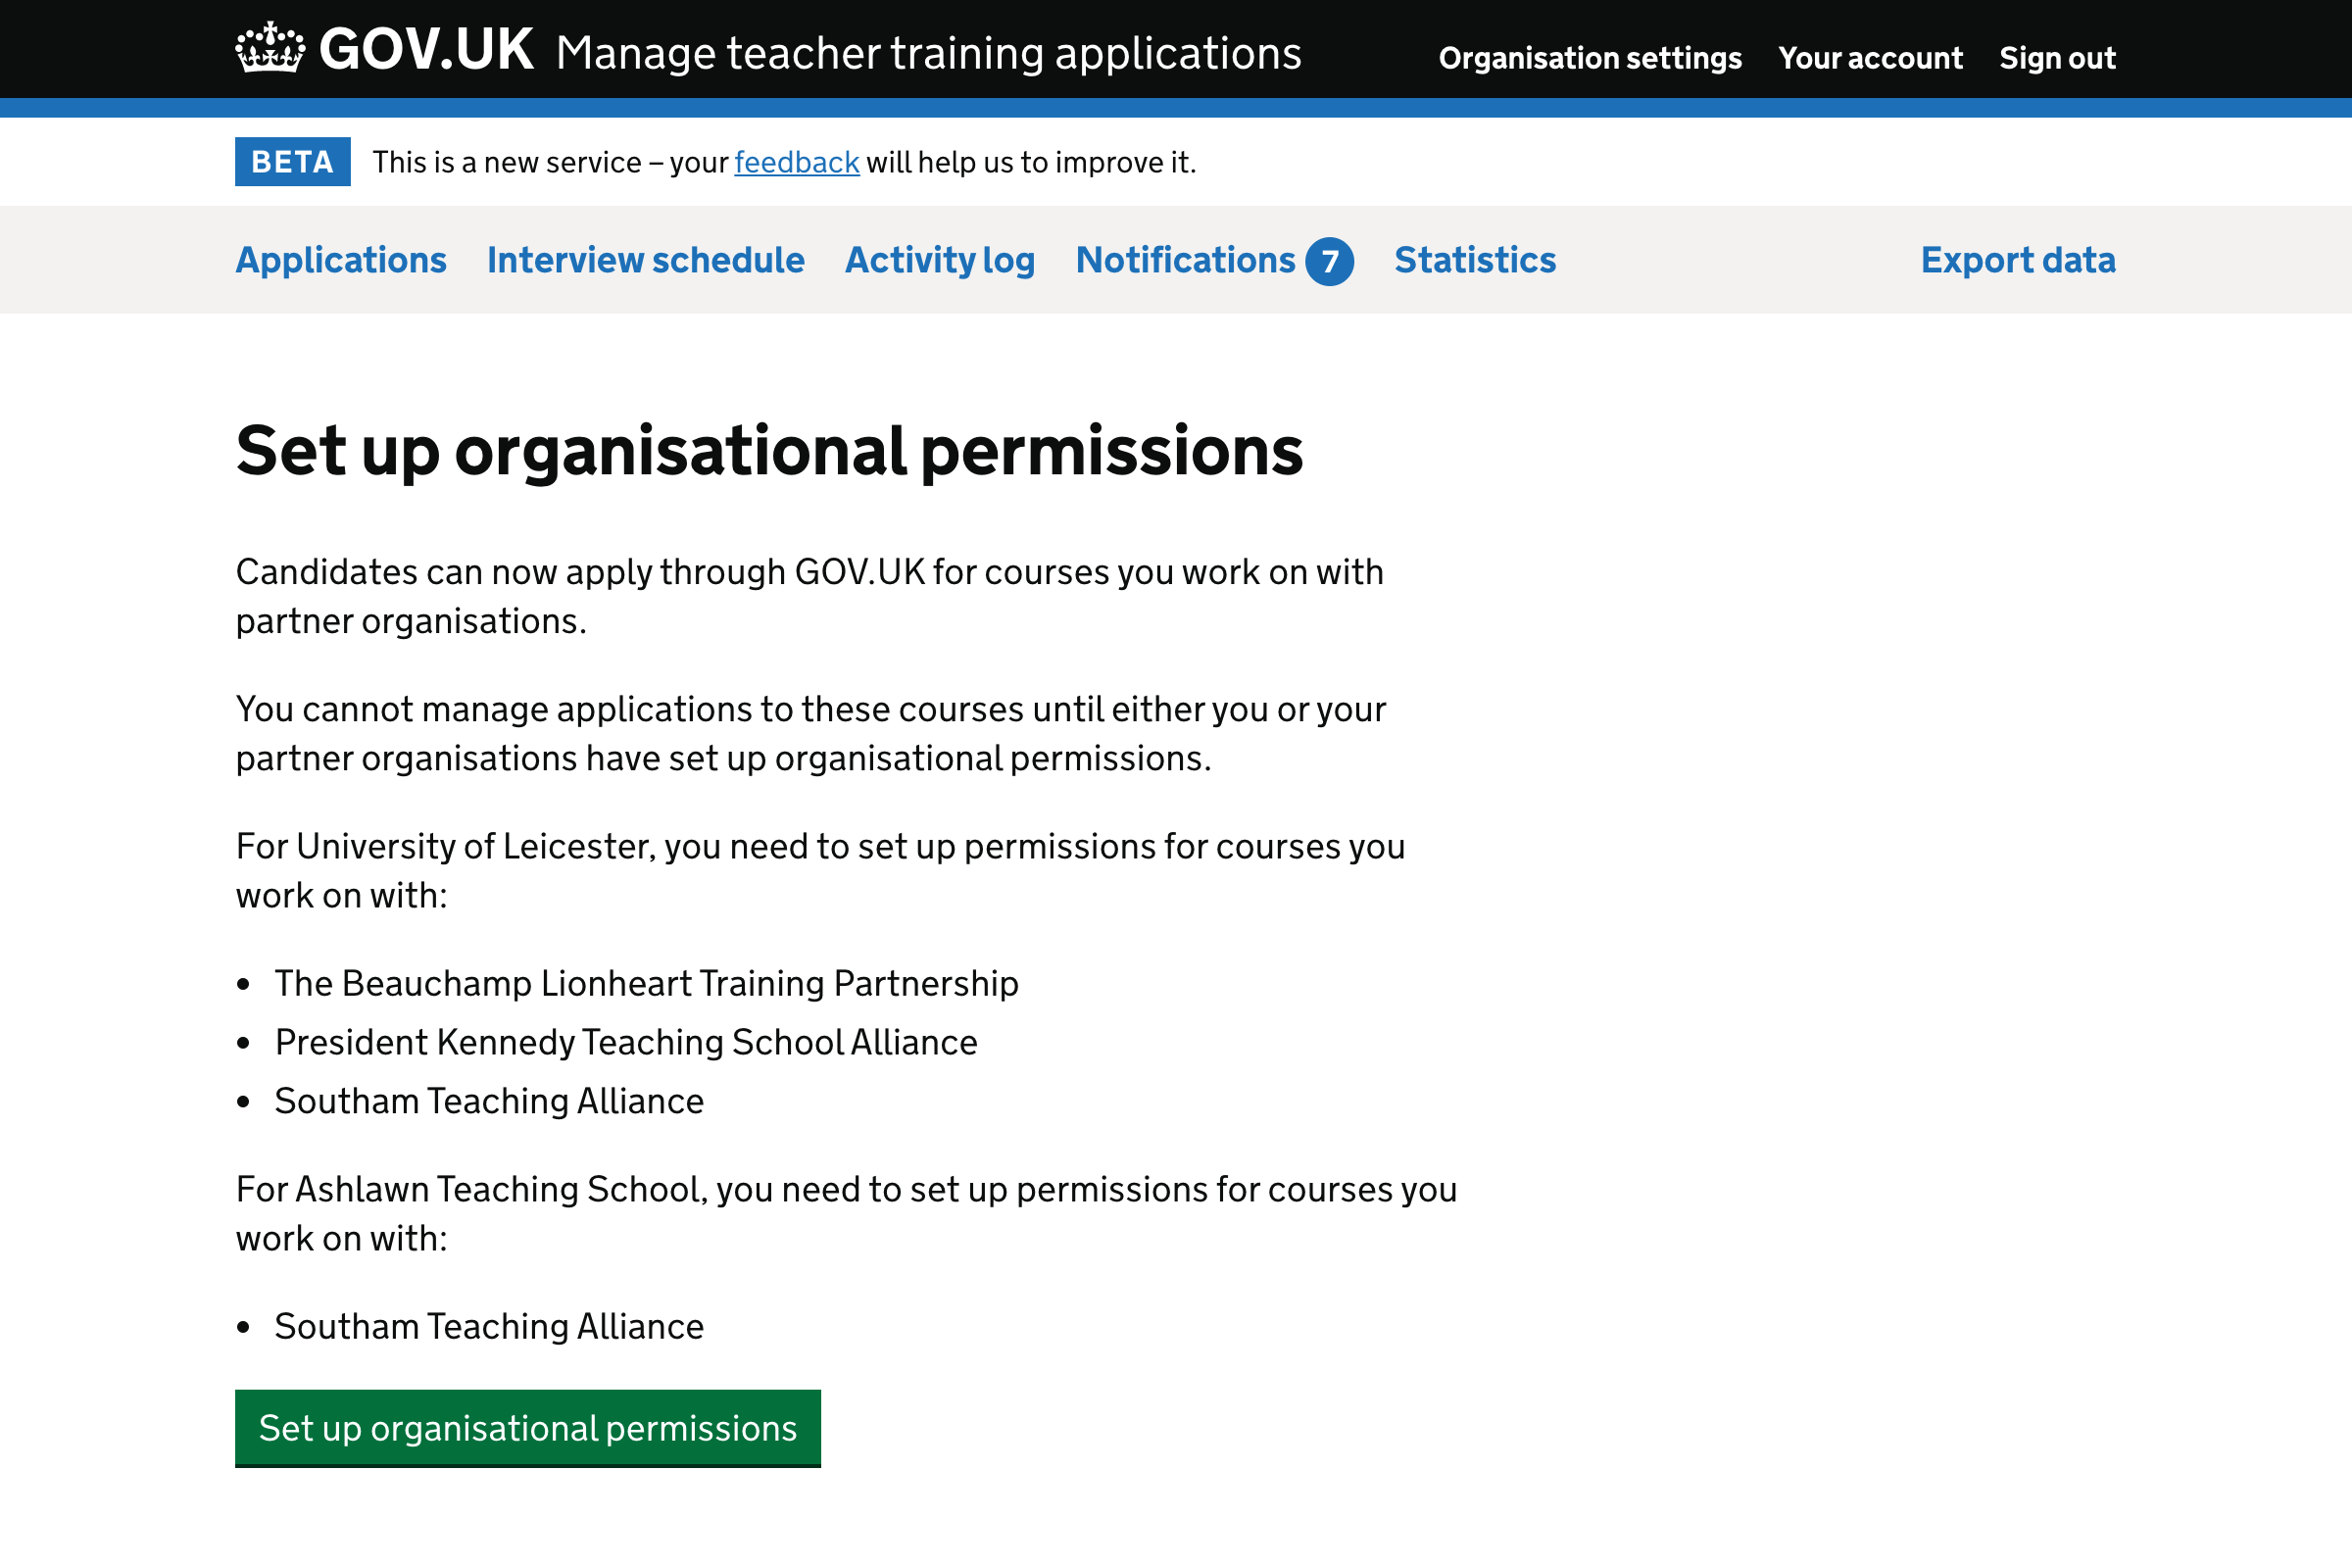 GOV.UK Manage teacher training applications
Organisation settings Your account Sign out
BETA This is a new service – your feedback will help us to improve it.
Applications Interview schedule Activity log Notifications 7 Statistics Export data
Set up organisational permissions
Candidates can now apply through GOV.UK for courses you work on with
partner organisations.
You cannot manage applications to these courses until either you or your
partner organisations have set up organisational permissions.
For University of Leicester, you need to set up permissions for courses you
work on with:
• The Beauchamp Lionheart Training Partnership
• President Kennedy Teaching School Alliance
• Southam Teaching Alliance
For Ashlawn Teaching School, you need to set up permissions for courses you
work on with:
• Southam Teaching Alliance
Set up organisational permissions